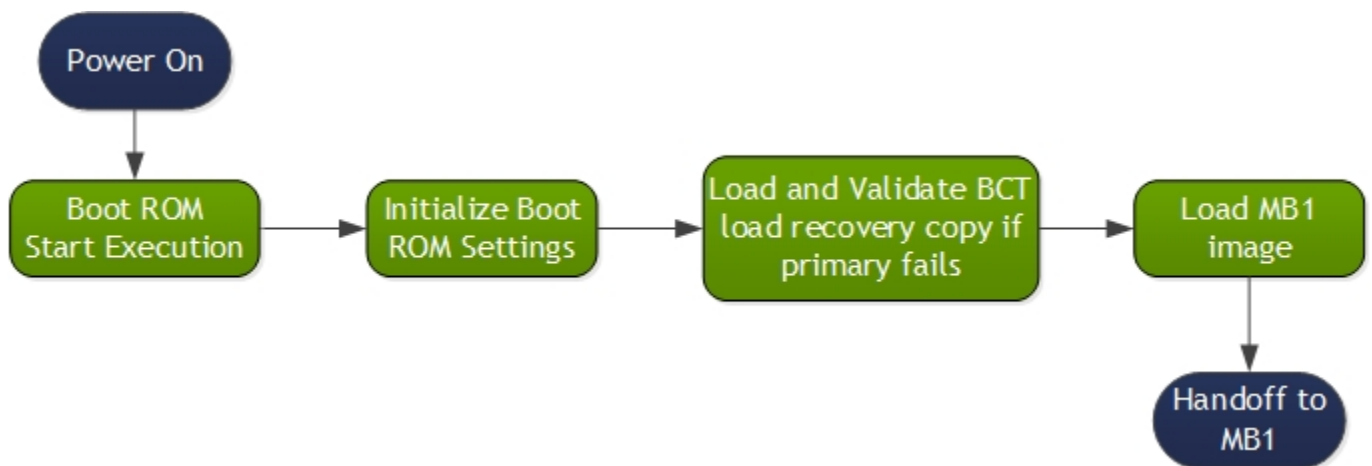 Power On
Boot ROM
Start Execution
Initialize Boot
ROM Settings
Load and Validate BCT
load recovery copy if
primary fails
Load MB1
image
Handoff to
MB1